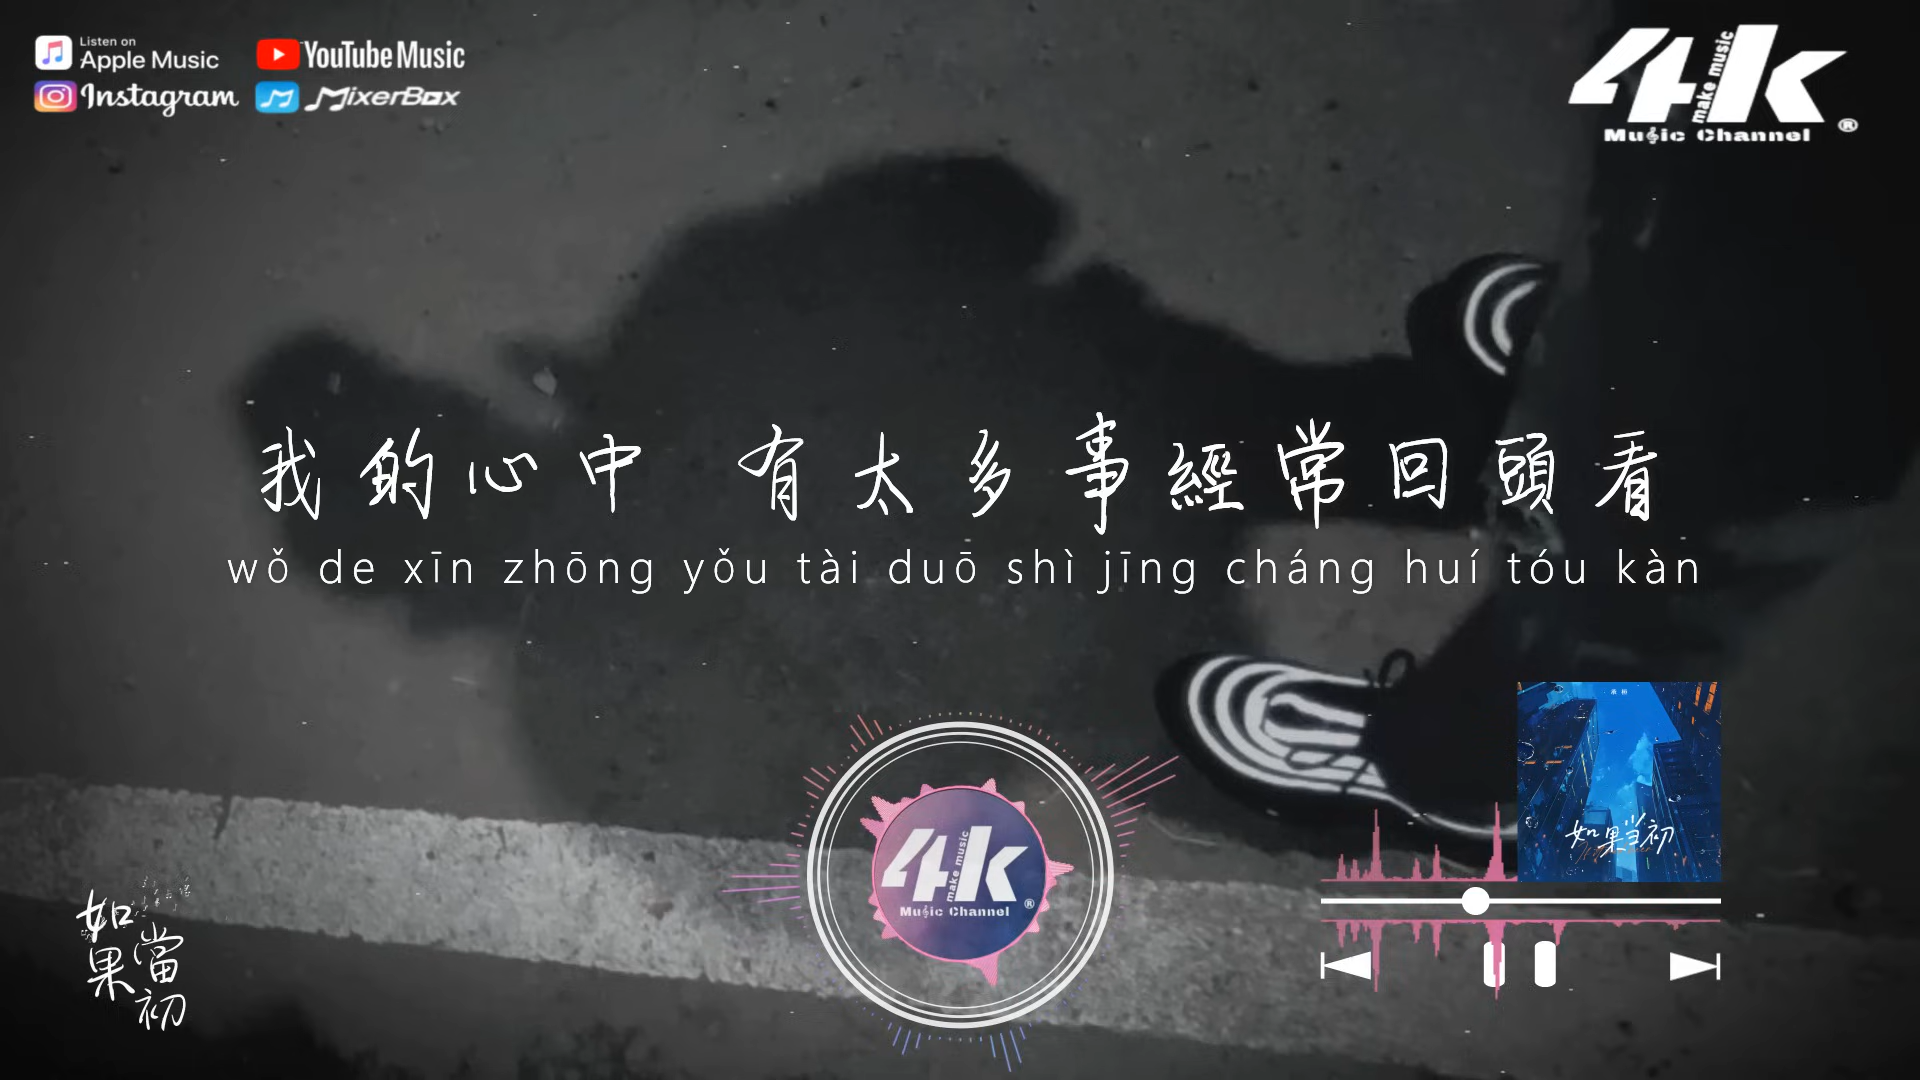 Listen on
Apple Music
YouTube Music
Instagram
MixerBox
4k
make music
Music Channel
®
我的心中 有太多事經常回頭看
wǒ de xīn zhōng yǒu tài duō shì jīng cháng huí tóu kàn
如果當初
4k
make music
Music Channel
®
如果当初